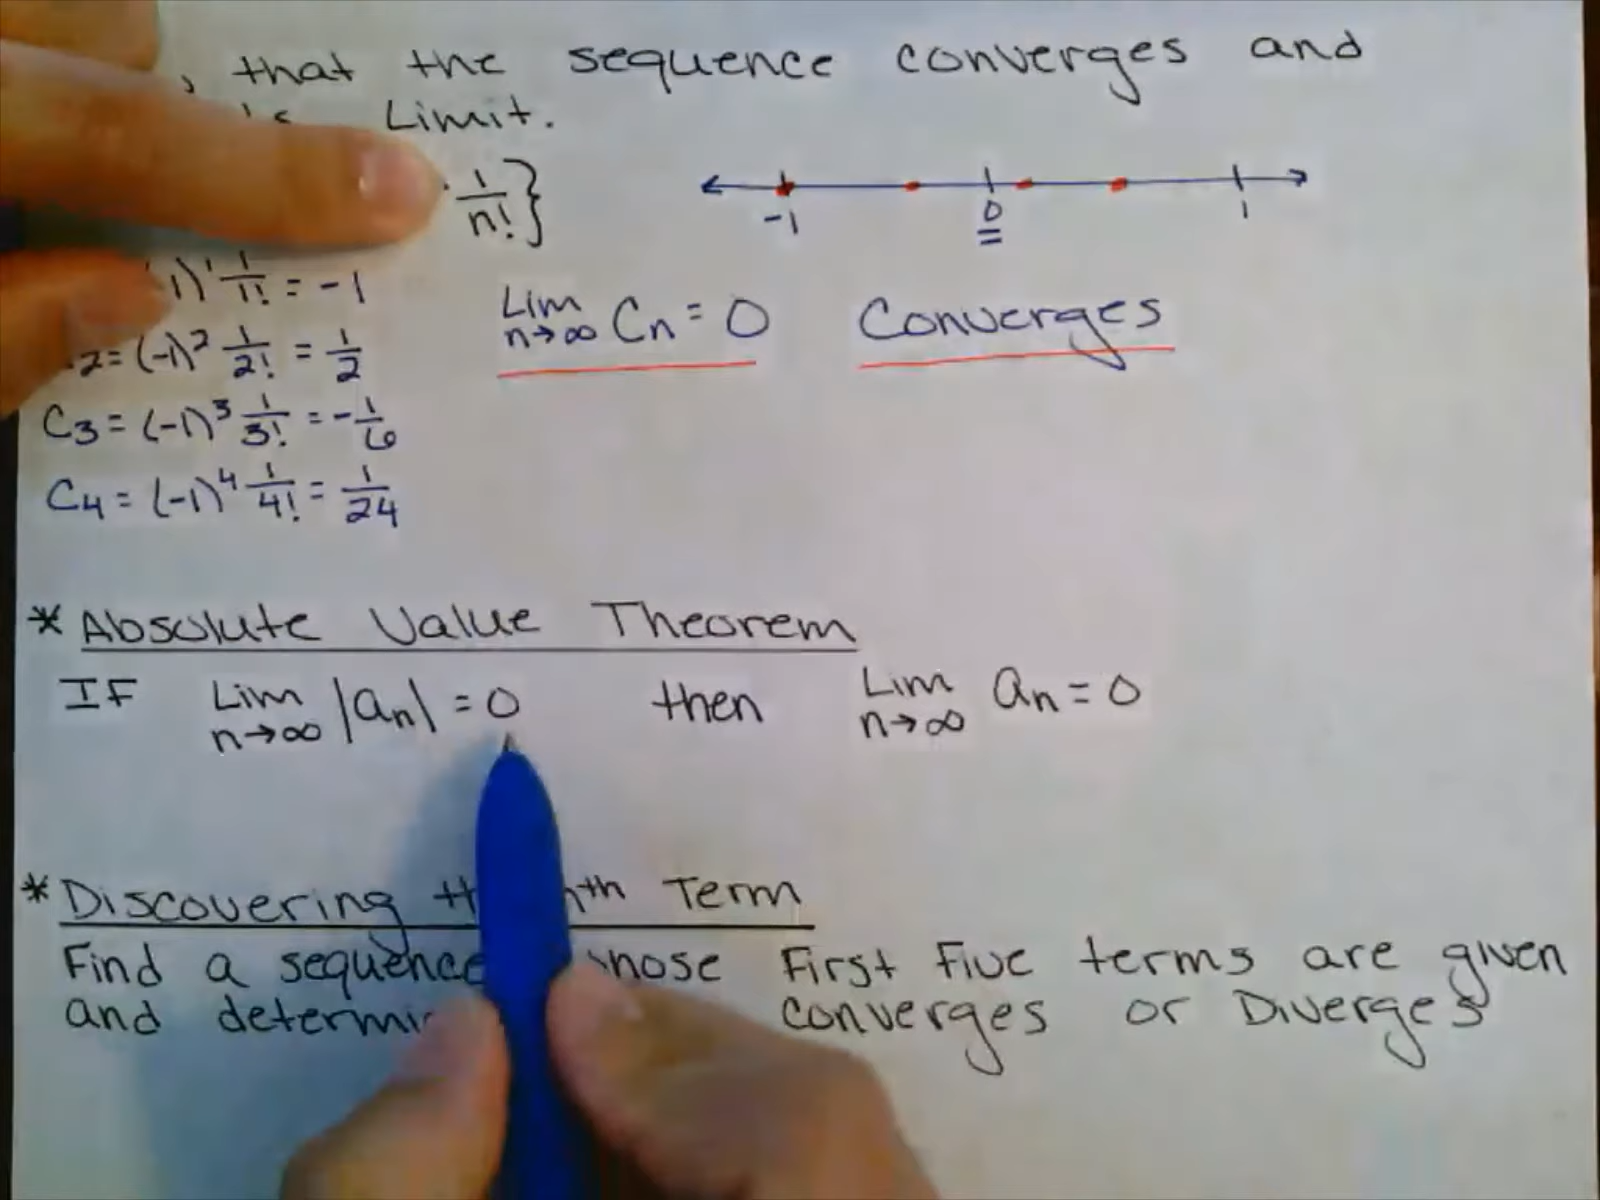 , that the sequence converges and
Limit.
1/n!}
-1 0 1
1)¹ 1/1! = -1
Lim n→∞ Cn = 0 Converges
2 = (-1)² 1/2! = 1/2
C3 = (-1)³ 1/3! = -1/6
C4 = (-1)⁴ 1/4! = 1/24
* Absolute Value Theorem
IF Lim n→∞ |an| = 0 then Lim n→∞ an = 0
* Discovering nth Term
Find a sequence First Five terms are given
and converges or Diverges